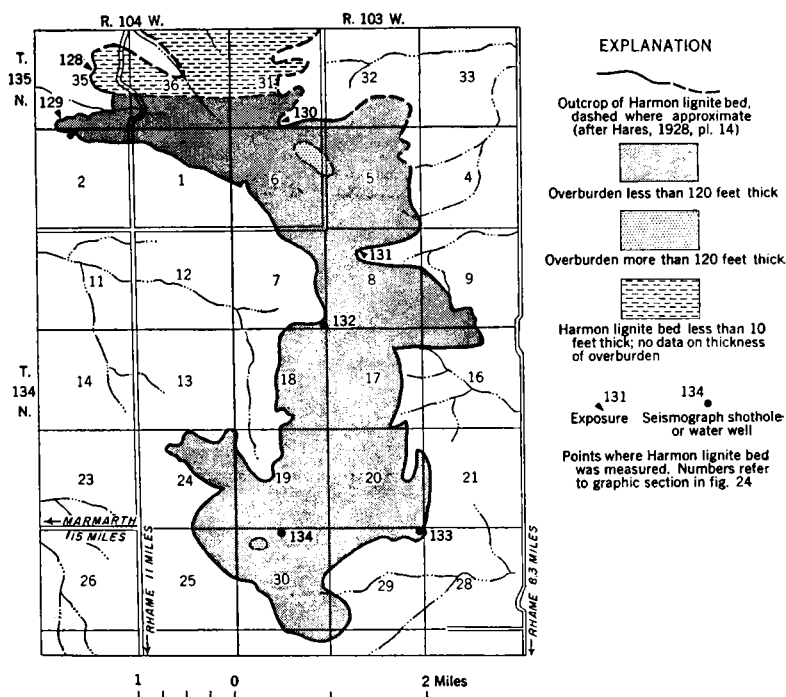 R. 104 W.
R. 103 W.
T.
135
N.
128
35
36
31
32
33
129
130
2
1
6
5
4
11
12
7
131
8
9
132
T.
134
N.
14
13
18
17
16
23
24
19
20
21
← MARMARTH
15 MILES
134
133
26
25
30
29
28
← RHAME 11 MILES
← RHAME 8.3 MILES
1 0 2 Miles
EXPLANATION
Outcrop of Harmon lignite bed,
dashed where approximate
(after Hares, 1928, pl. 14)
Overburden less than 120 feet thick
Overburden more than 120 feet thick
Harmon lignite bed less than 10
feet thick; no data on thickness
of overburden
131
Exposure
134
Seismograph shothole
or water well
Points where Harmon lignite bed
was measured. Numbers refer
to graphic section in fig. 24